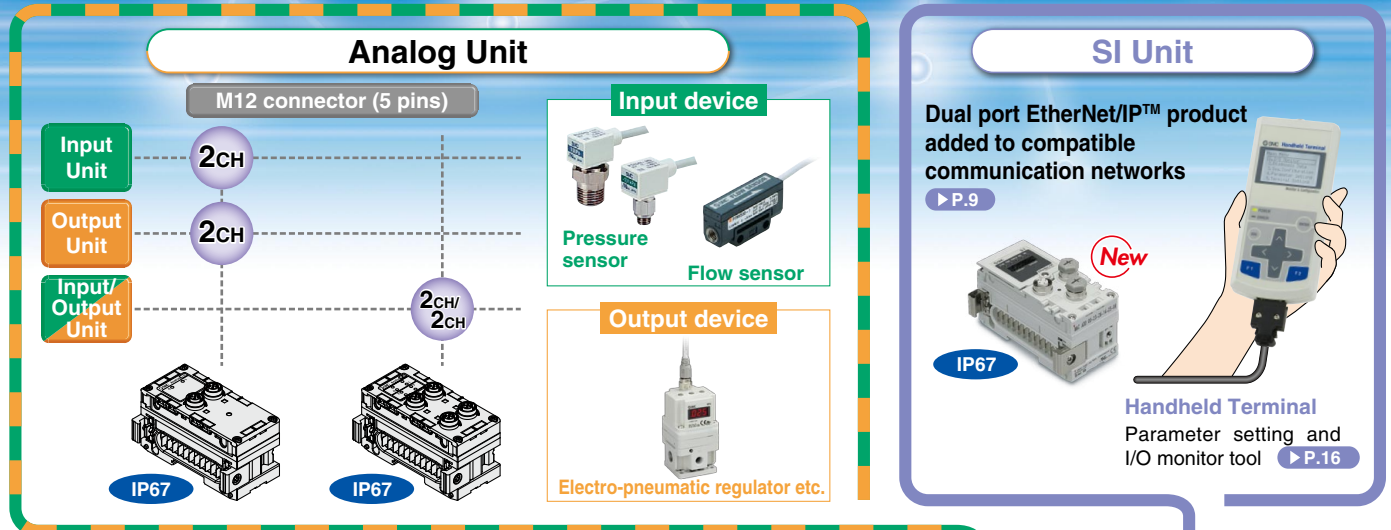 Analog Unit
M12 connector (5 pins)
Input
Unit
2CH
Output
Unit
2CH
Input/
Output
Unit
2CH/
2CH
IP67
IP67
Input device
Pressure
sensor
Flow sensor
Output device
Electro-pneumatic regulator etc.
SI Unit
Dual port EtherNet/IP™ product
added to compatible
communication networks
▶P.9
New
IP67
Handheld Terminal
Handheld Terminal
Parameter setting and
I/O monitor tool ▶P.16